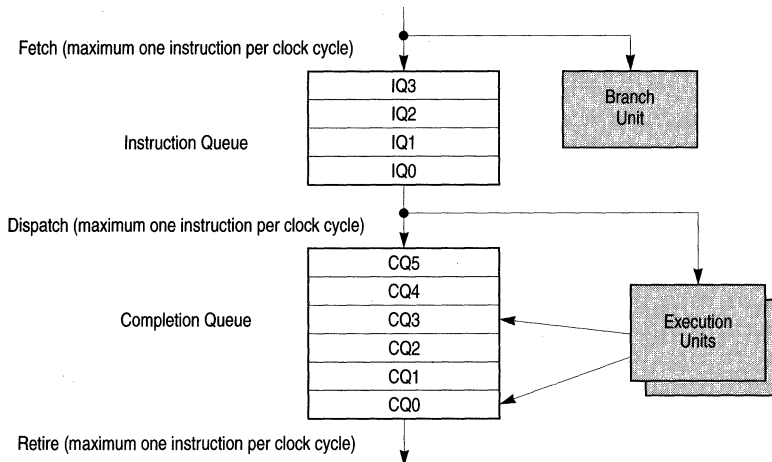 Fetch (maximum one instruction per clock cycle)
IQ3
IQ2
IQ1
IQ0
Instruction Queue
Branch
Unit
Dispatch (maximum one instruction per clock cycle)
CQ5
CQ4
CQ3
CQ2
CQ1
CQ0
Completion Queue
Execution
Units
Retire (maximum one instruction per clock cycle)